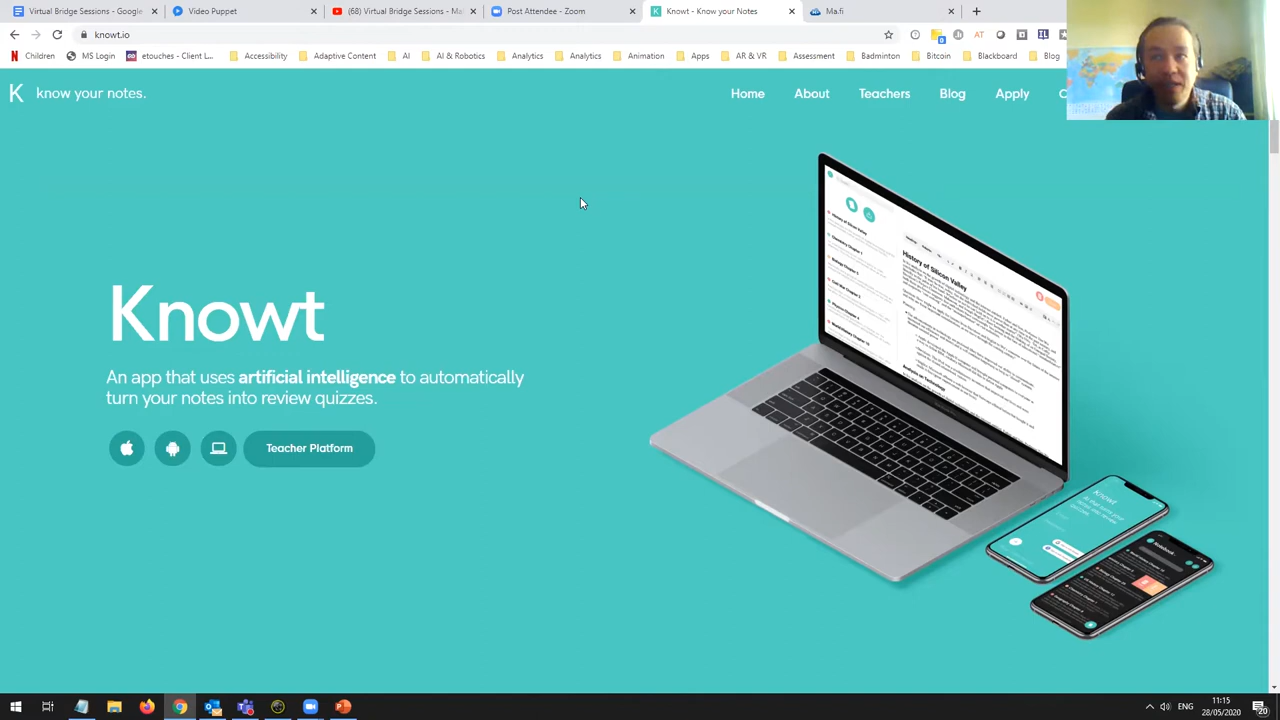 Virtual Bridge Sessions - Google
Video Puppet
(68) Virtual Bridge Sessions - Ma
Post Attendee - Zoom
Knowt - Know your Notes
Ma.fi
knowt.io
Children
MS Login
etouches - Client L...
Accessibility
Adaptive Content
AI
AI & Robotics
Analytics
Analytics
Animation
Apps
AR & VR
Assessment
Badminton
Bitcoin
Blackboard
Blog
K know your notes.
Home
About
Teachers
Blog
Apply
Knowt
An app that uses artificial intelligence to automatically
turn your notes into review quizzes.
Teacher Platform
History of Silicon Valley
Knowt
Notebook
ENG
11:15
28/05/2020
20